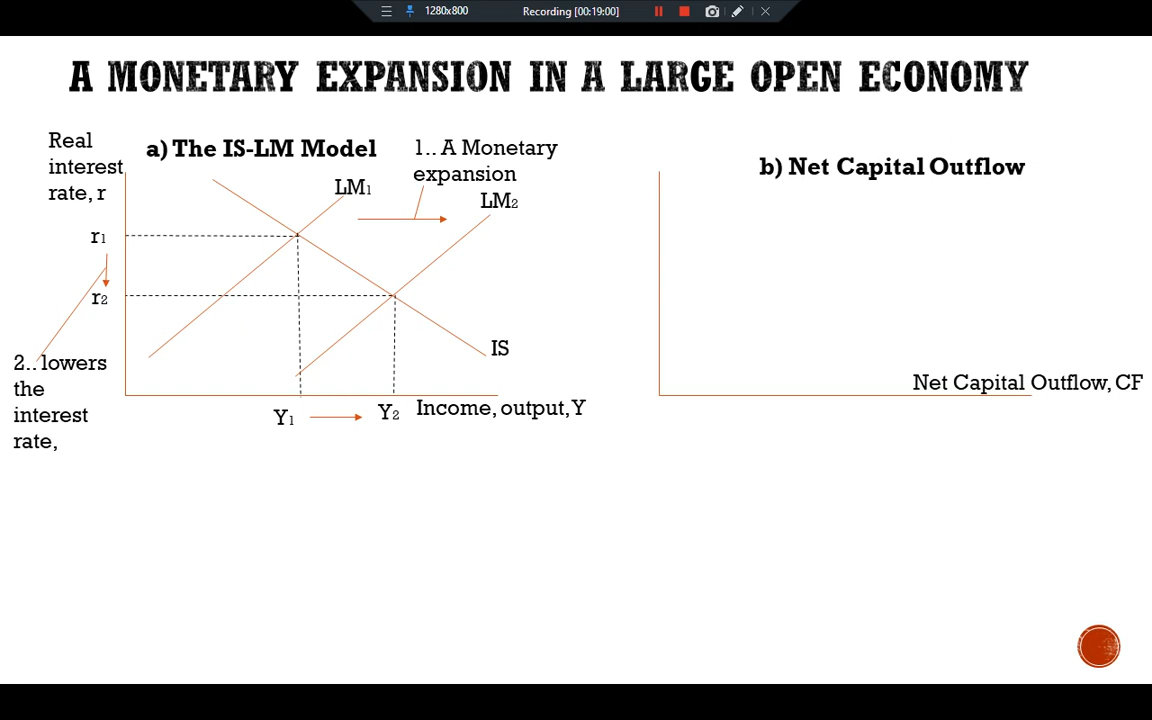 1280x800
Recording [00:19:00]
A MONETARY EXPANSION IN A LARGE OPEN ECONOMY
Real
interest
rate, r
a) The IS-LM Model
1.. A Monetary
expansion
LM1
LM2
r1
r2
IS
2.. lowers
the
interest
rate,
Y1
Y2
Income, output, Y
b) Net Capital Outflow
Net Capital Outflow, CF